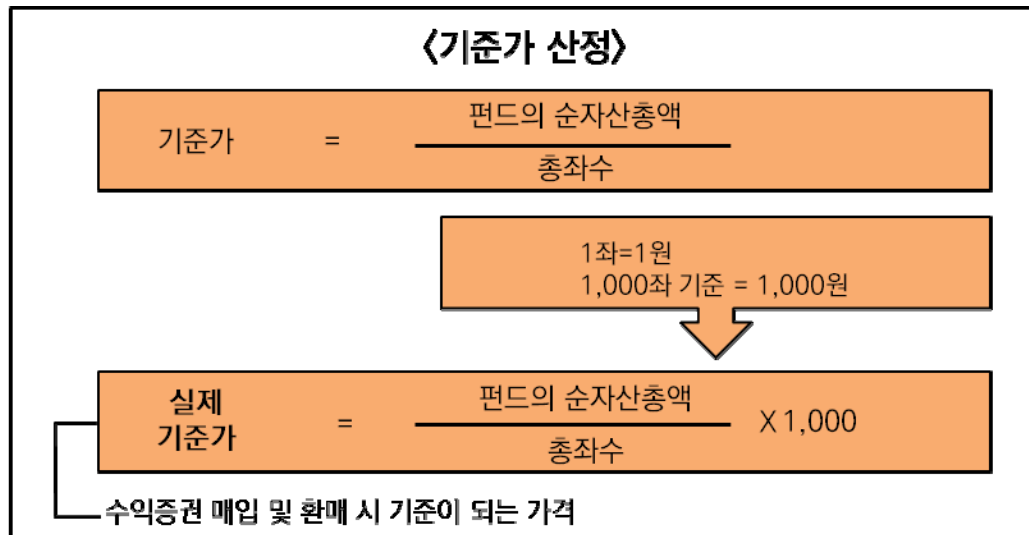 〈기준가 산정〉
기준가 = 펀드의 순자산총액
총좌수
1좌=1원
1,000좌 기준 = 1,000원
실제
기준가 = 펀드의 순자산총액 X 1,000
총좌수
수익증권 매입 및 환매 시 기준이 되는 가격